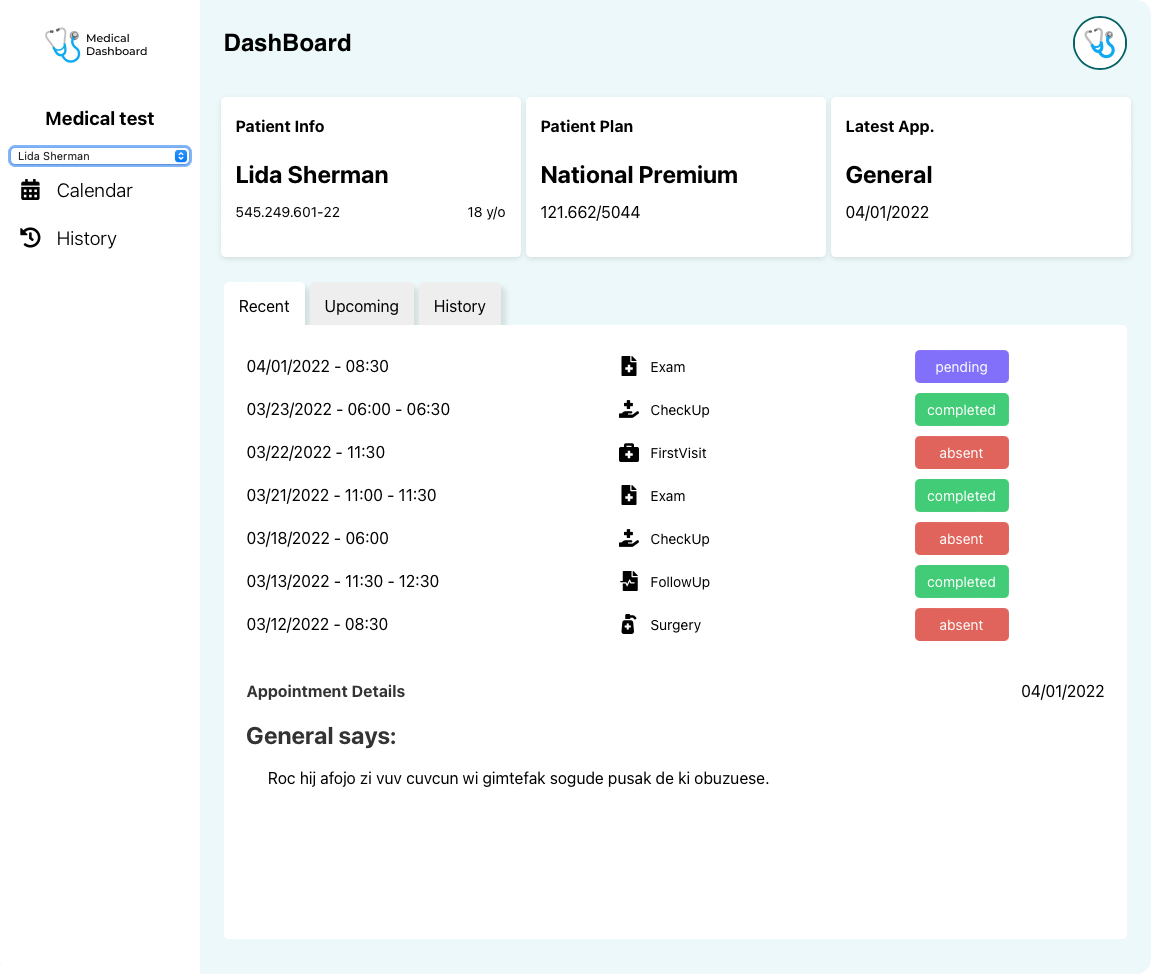 Medical
Dashboard
Medical test
Lida Sherman
Calendar
History
DashBoard
Patient Info
Lida Sherman
545.249.601-22 18 y/o
Patient Plan
National Premium
121.662/5044
Latest App.
General
04/01/2022
Recent Upcoming History
04/01/2022 - 08:30 Exam pending
03/23/2022 - 06:00 - 06:30 CheckUp completed
03/22/2022 - 11:30 FirstVisit absent
03/21/2022 - 11:00 - 11:30 Exam completed
03/18/2022 - 06:00 CheckUp absent
03/13/2022 - 11:30 - 12:30 FollowUp completed
03/12/2022 - 08:30 Surgery absent
Appointment Details 04/01/2022
General says:
Roc hij afojo zi vuv cuvcun wi gimtefak sogude pusak de ki obuzuese.